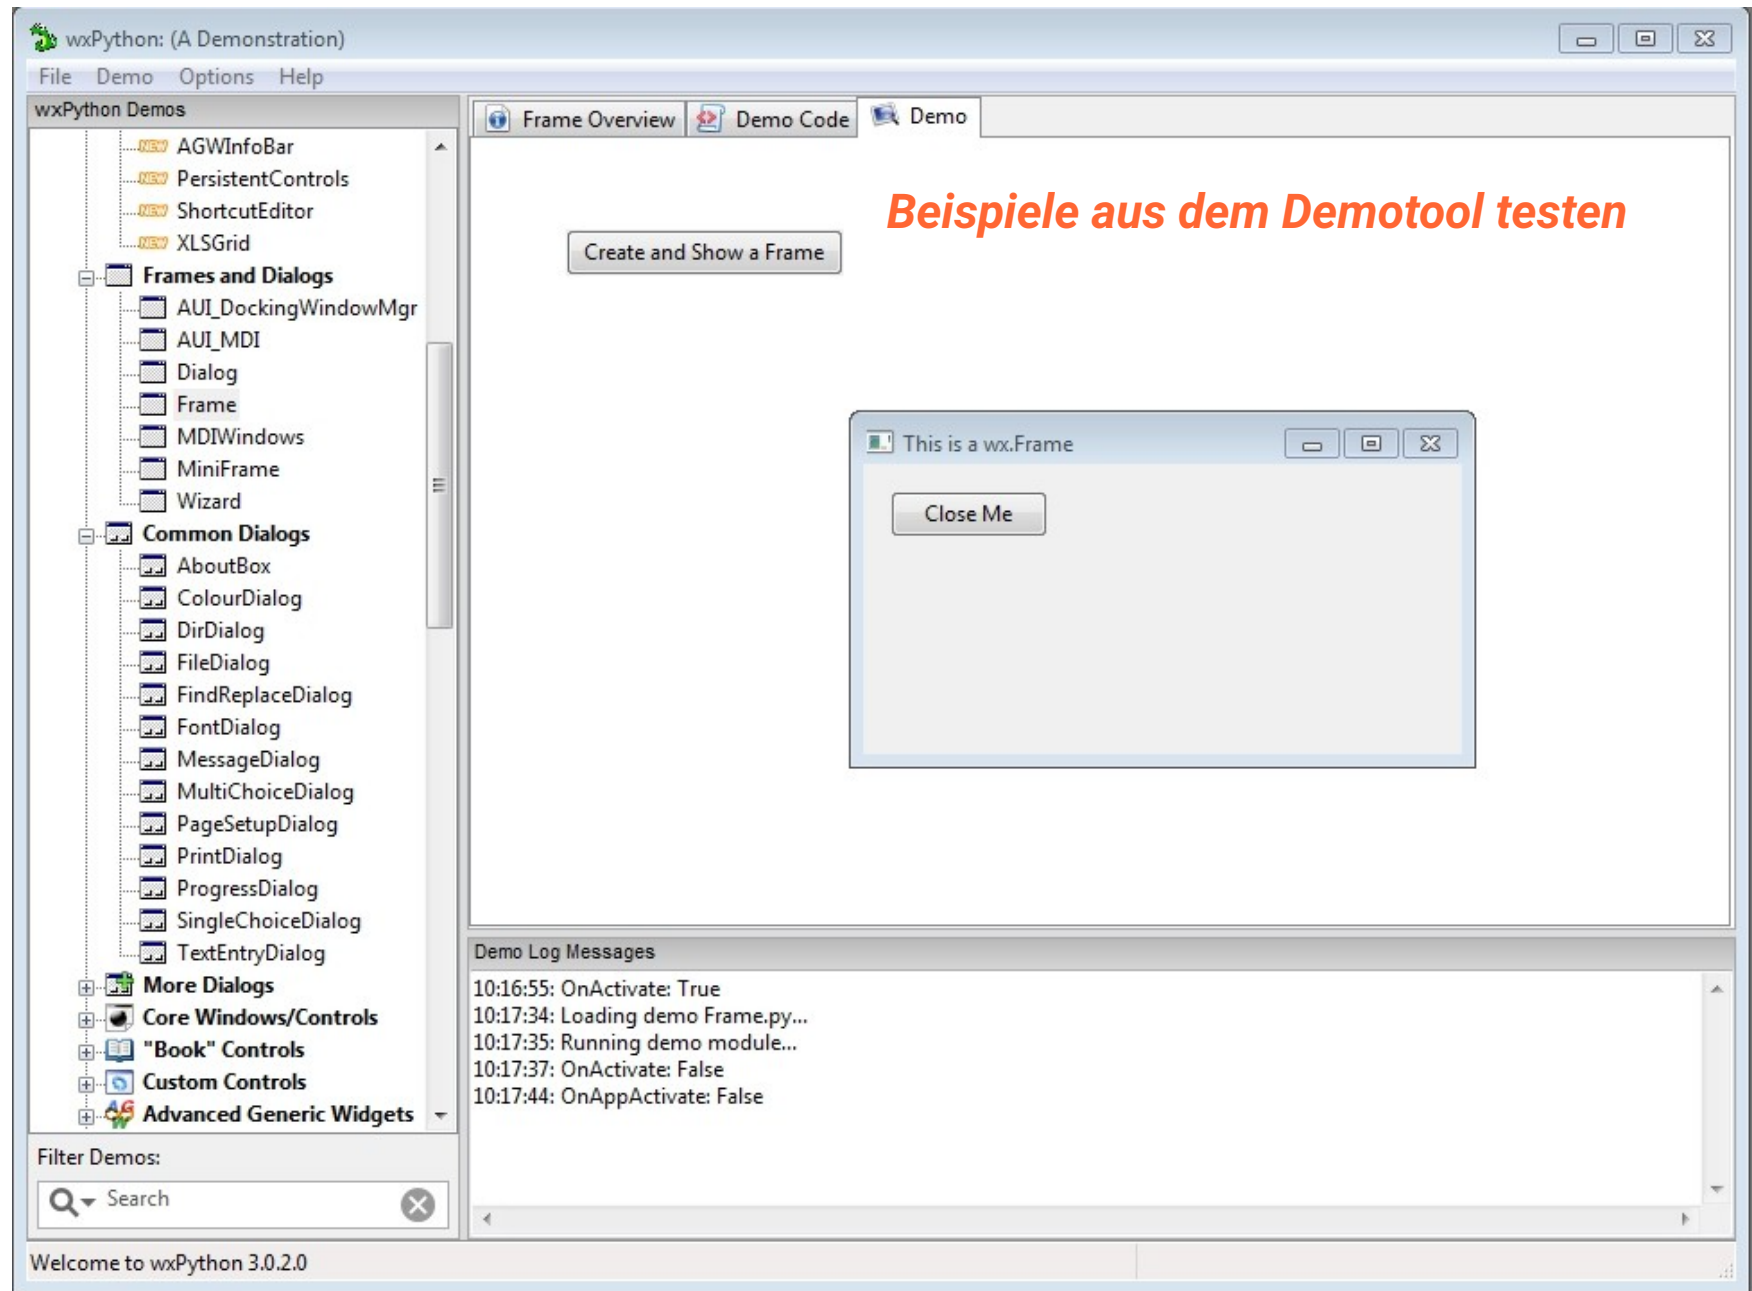 wxPython: (A Demonstration)
File Demo Options Help
wxPython Demos
NEW AGWInfoBar
NEW PersistentControls
NEW ShortcutEditor
NEW XLSGrid
Frames and Dialogs
AUI_DockingWindowMgr
AUI_MDI
Dialog
Frame
MDIWindows
MiniFrame
Wizard
Common Dialogs
AboutBox
ColourDialog
DirDialog
FileDialog
FindReplaceDialog
FontDialog
MessageDialog
MultiChoiceDialog
PageSetupDialog
PrintDialog
ProgressDialog
SingleChoiceDialog
TextEntryDialog
More Dialogs
Core Windows/Controls
"Book" Controls
Custom Controls
Advanced Generic Widgets
Filter Demos:
Search
Frame Overview Demo Code Demo
Beispiele aus dem Demotool testen
Create and Show a Frame
This is a wx.Frame
Close Me
Demo Log Messages
10:16:55: OnActivate: True
10:17:34: Loading demo Frame.py...
10:17:35: Running demo module...
10:17:37: OnActivate: False
10:17:44: OnAppActivate: False
Welcome to wxPython 3.0.2.0